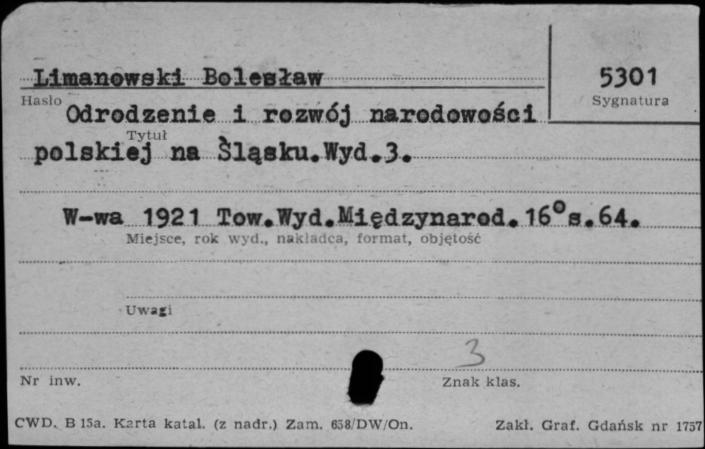 Limanowski Bolesław
5301
Hasło
Sygnatura
Odrodzenie i rozwój narodowości
Tytuł
polskiej na Śląsku.Wyd.3.
W-wa 1921 Tow.Wyd.Międzynarod.16°s.64.
Miejsce, rok wyd., nakładca, format, objętość
Uwagi
3
Nr inw.
Znak klas.
CWD. B 15a. Karta katal. (z nadr.) Zam. 658/DW/On.
Zakł. Graf. Gdańsk nr 1757